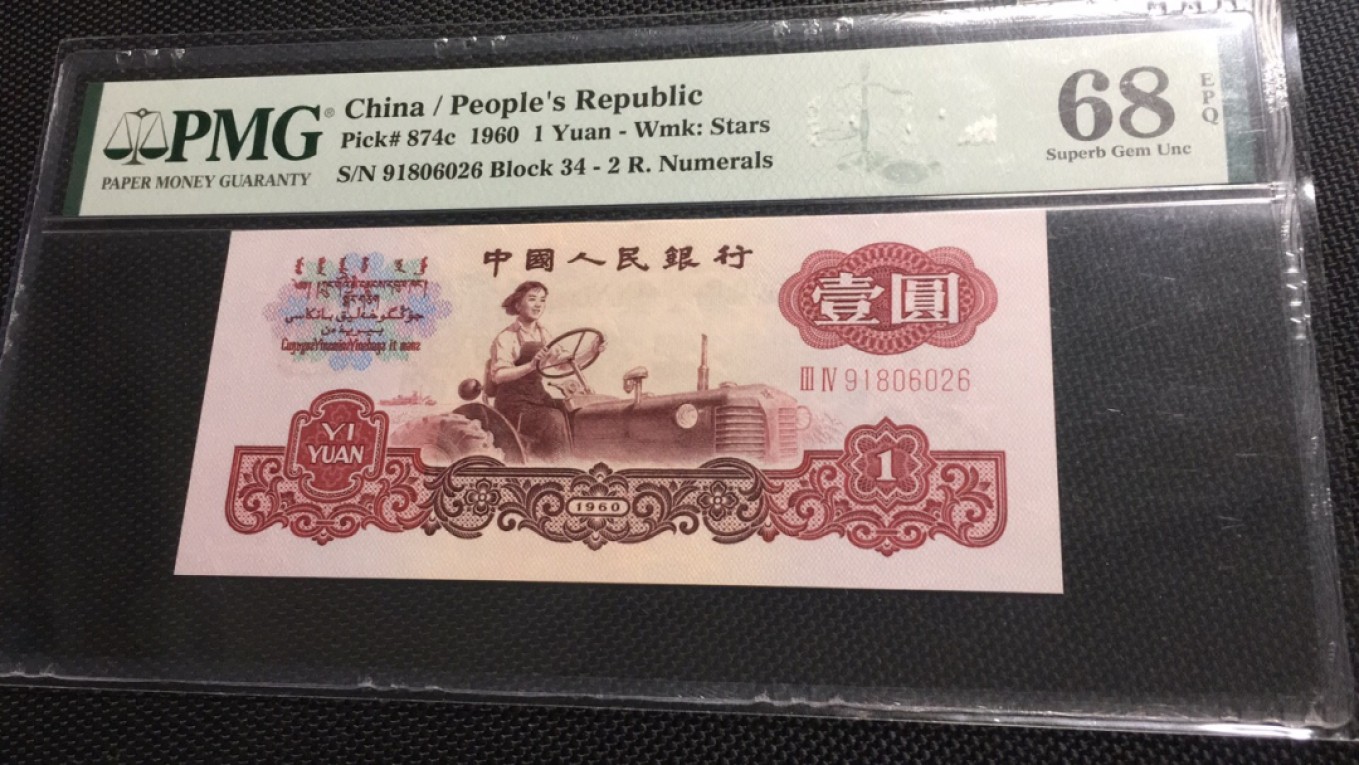 PMG®
PAPER MONEY GUARANTY
China / People's Republic
Pick# 874c 1960 1 Yuan - Wmk: Stars
S/N 91806026 Block 34 - 2 R. Numerals
68
EPQ
Superb Gem Unc
中國人民銀行
壹圓
III IV 91806026
YI
YUAN
1960
1